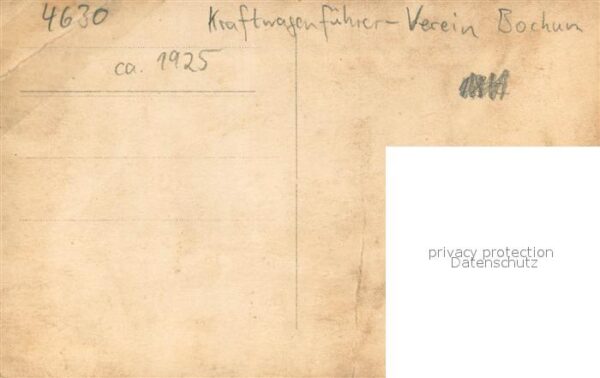 4630 Kraftwagenführer-Verein Bochum
ca. 1925
privacy protection
Datenschutz